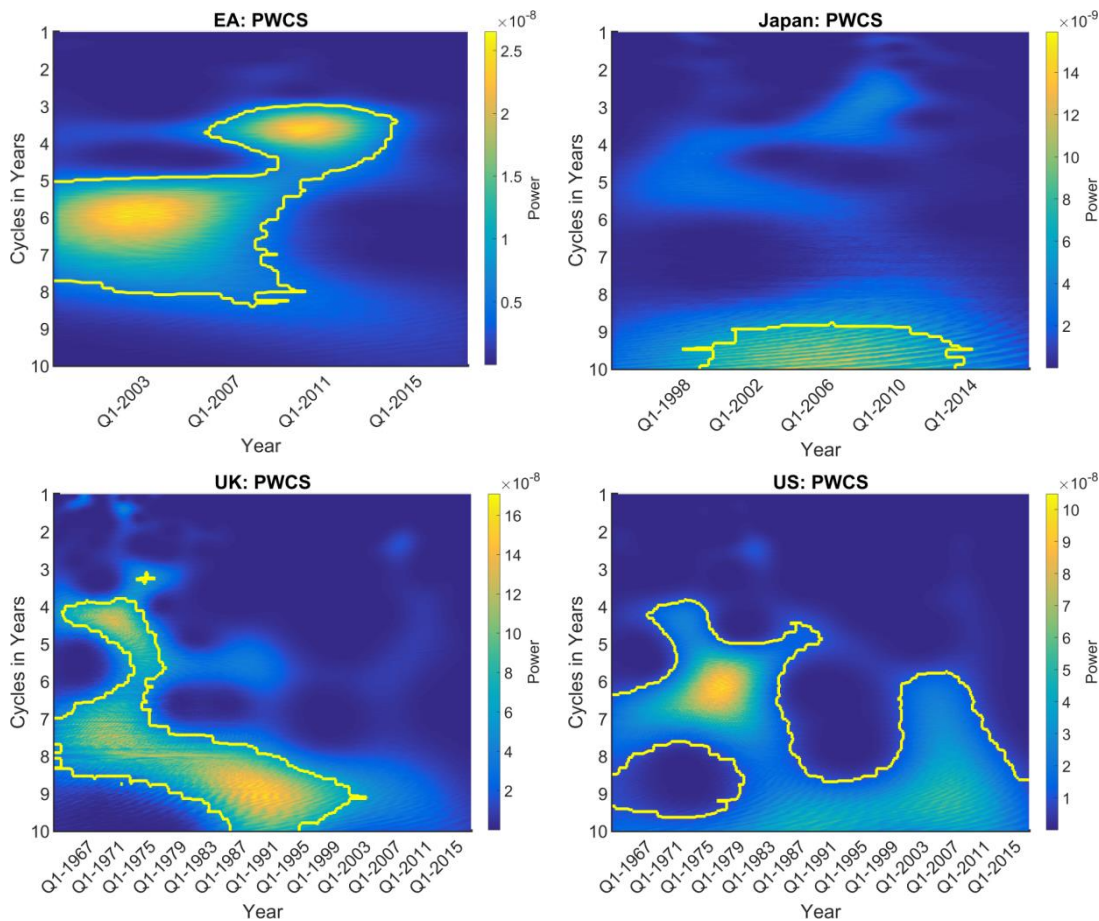 EA: PWCS
×10⁻⁸
1
2
3
4
5
6
7
8
9
10
Cycles in Years
Q1-2003
Q1-2007
Q1-2011
Q1-2015
Year
2.5
2
1.5
1
0.5
Power
Japan: PWCS
×10⁻⁹
1
2
3
4
5
6
7
8
9
10
Cycles in Years
Q1-1998
Q1-2002
Q1-2006
Q1-2010
Q1-2014
Year
14
12
10
8
6
4
2
Power
UK: PWCS
×10⁻⁸
1
2
3
4
5
6
7
8
9
10
Cycles in Years
Q1-1967
Q1-1971
Q1-1975
Q1-1979
Q1-1983
Q1-1987
Q1-1991
Q1-1995
Q1-1999
Q1-2003
Q1-2007
Q1-2011
Q1-2015
Year
16
14
12
10
8
6
4
2
Power
US: PWCS
×10⁻⁸
1
2
3
4
5
6
7
8
9
10
Cycles in Years
Q1-1967
Q1-1971
Q1-1975
Q1-1979
Q1-1983
Q1-1987
Q1-1991
Q1-1995
Q1-1999
Q1-2003
Q1-2007
Q1-2011
Q1-2015
Year
10
9
8
7
6
5
4
3
2
1
Power